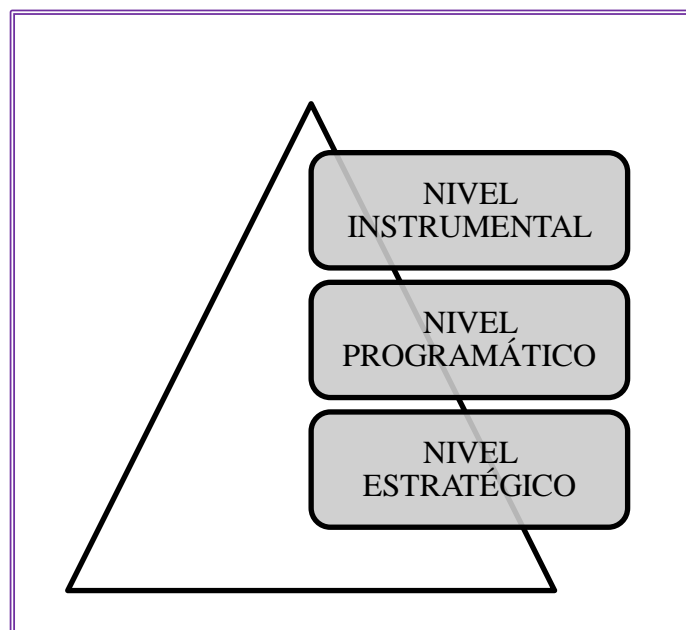 NIVEL
INSTRUMENTAL
NIVEL
PROGRAMÁTICO
NIVEL
ESTRATÉGICO